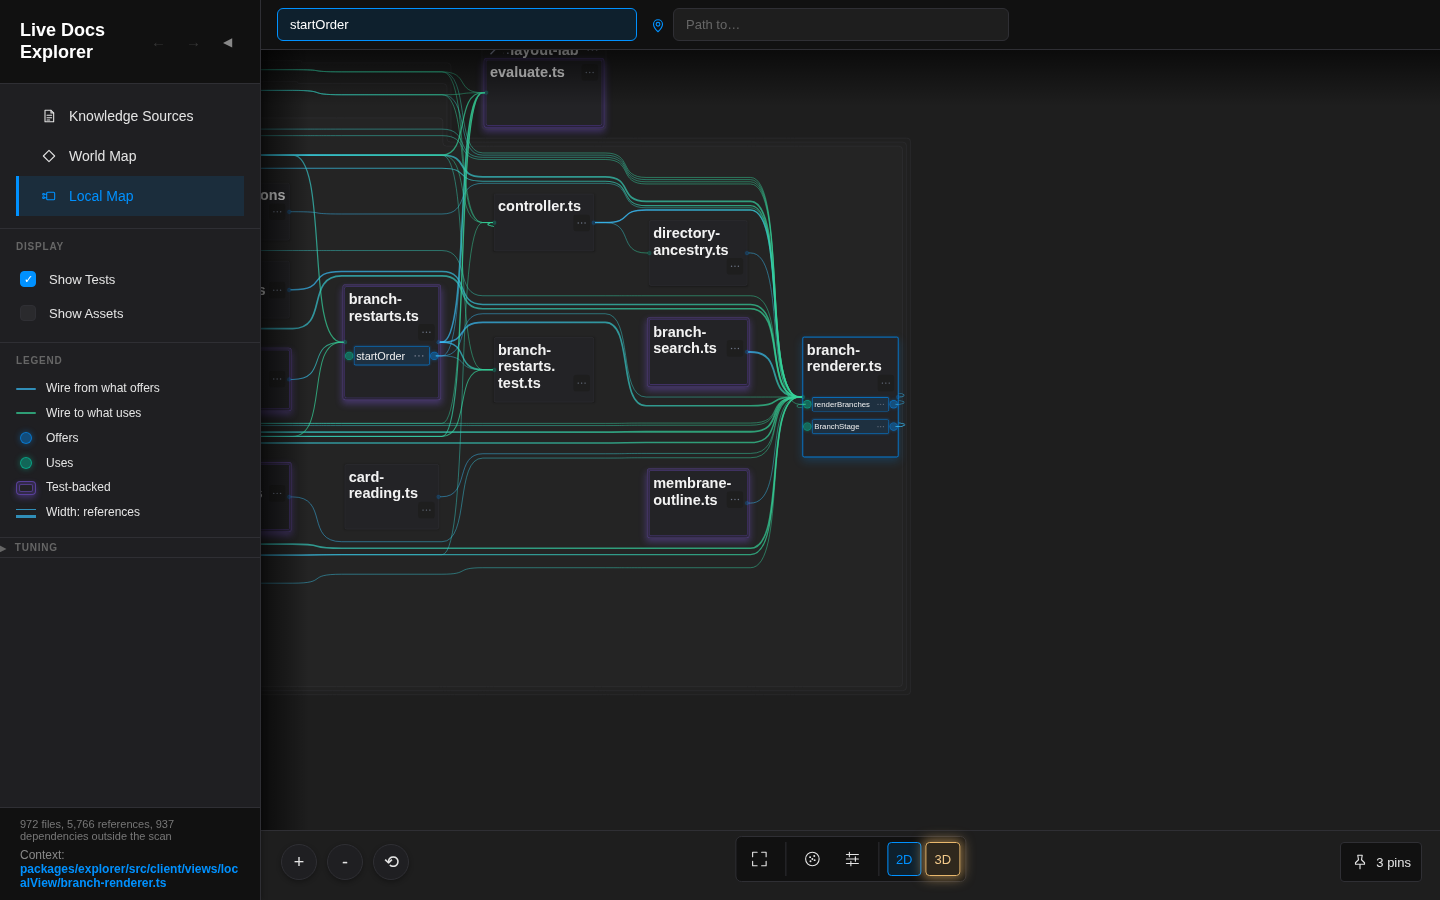 Live Docs
Explorer
← → ◀
startOrder
Path to…
Knowledge Sources
World Map
Local Map
DISPLAY
✓ Show Tests
Show Assets
LEGEND
Wire from what offers
Wire to what uses
Offers
Uses
Test-backed
Width: references
▶ TUNING
972 files, 5,766 references, 937
dependencies outside the scan
Context:
packages/explorer/src/client/views/loc
alView/branch-renderer.ts
.layout-lab ...
evaluate.ts ...
ons
...
controller.ts
...
directory-
ancestry.ts
...
s ...
branch-
restarts.ts
...
startOrder ...
branch-
restarts.
test.ts ...
branch-
search.ts ...
branch-
renderer.ts
...
renderBranches ...
BranchStage ...
...
card-
reading.ts
...
s ...
membrane-
outline.ts ...
+ - ⟲
2D 3D
3 pins